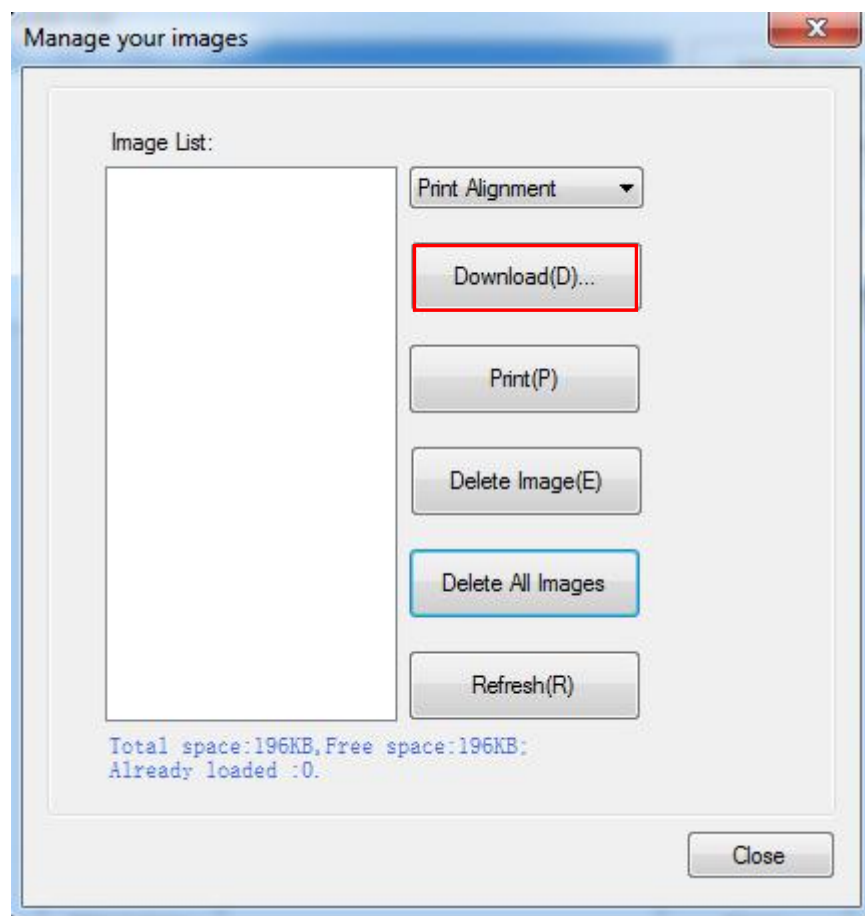 Manage your images
Image List:
Print Alignment
Download(D)...
Print(P)
Delete Image(E)
Delete All Images
Refresh(R)
Total space:196KB,Free space:196KB;
Already loaded :0.
Close